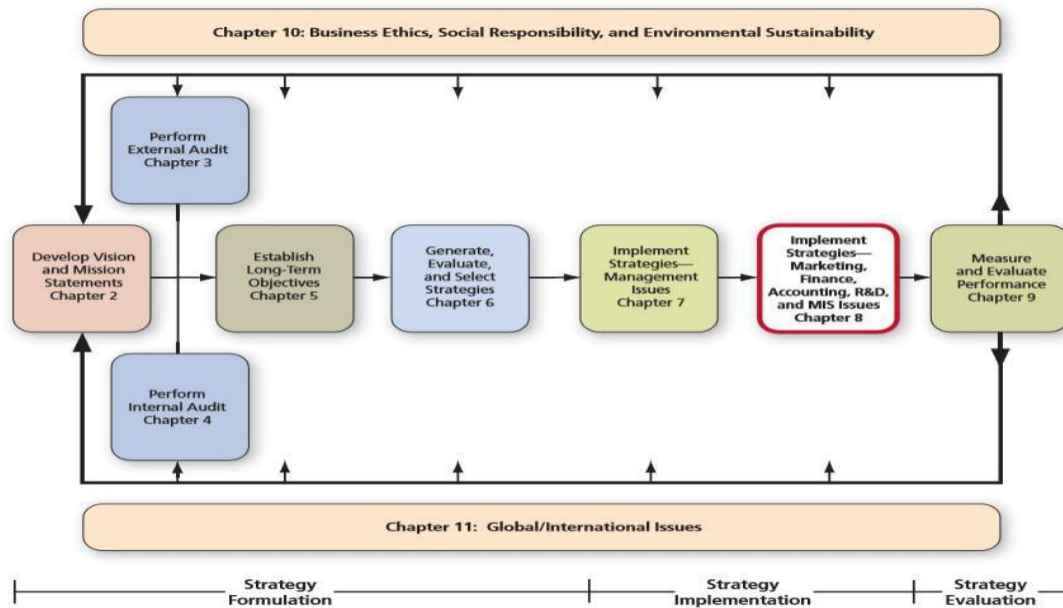 Chapter 10: Business Ethics, Social Responsibility, and Environmental Sustainability
Perform
External Audit
Chapter 3
Develop Vision
and Mission
Statements
Chapter 2
Establish
Long-Term
Objectives
Chapter 5
Generate,
Evaluate,
and Select
Strategies
Chapter 6
Implement
Strategies—
Management
Issues
Chapter 7
Implement
Strategies—
Marketing,
Finance,
Accounting, R&D,
and MIS Issues
Chapter 8
Measure
and Evaluate
Performance
Chapter 9
Perform
Internal Audit
Chapter 4
Chapter 11: Global/International Issues
Strategy
Formulation
Strategy
Implementation
Strategy
Evaluation